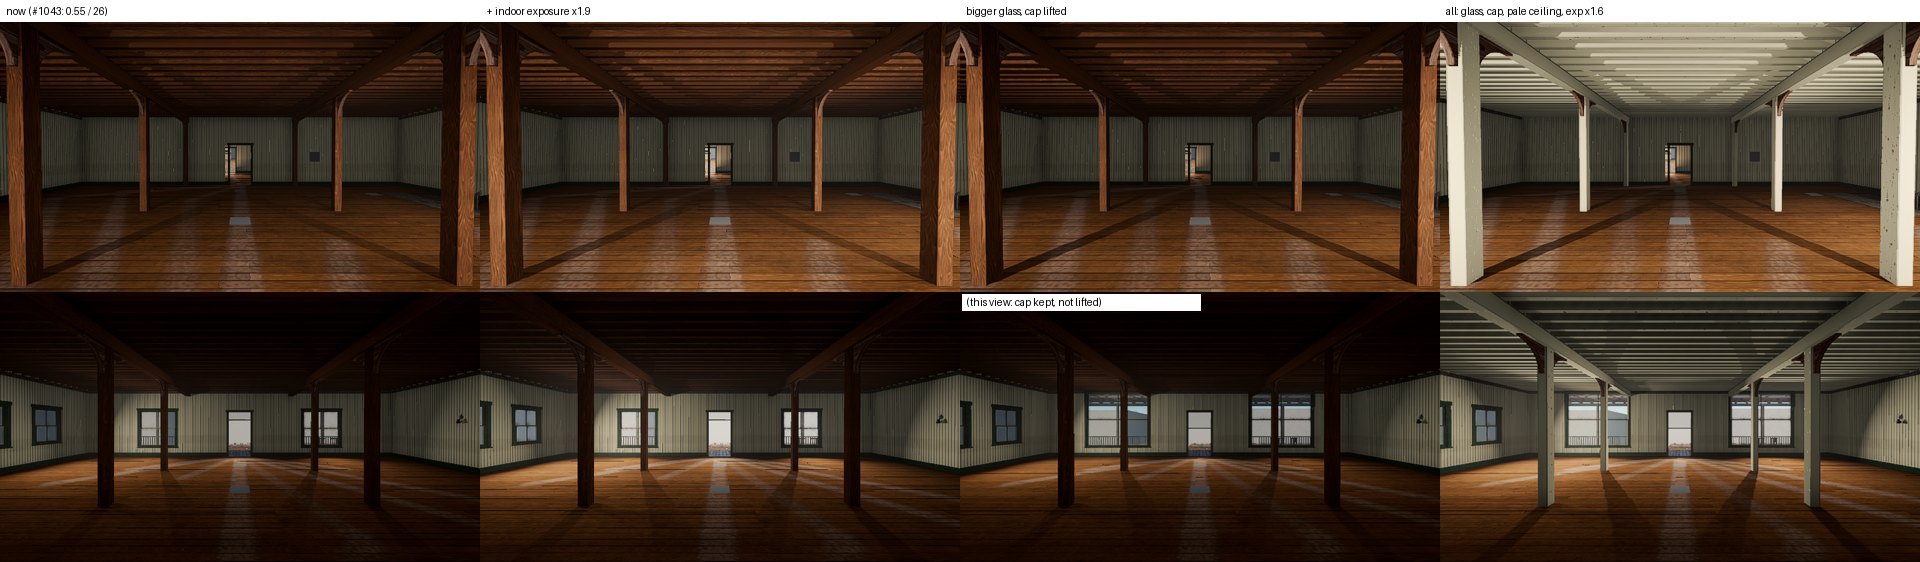 now (#1043: 0.55 / 26)
+ indoor exposure x1.9
bigger glass, cap lifted
all: glass, cap, pale ceiling, exp x1.6
(this view: cap kept, not lifted)